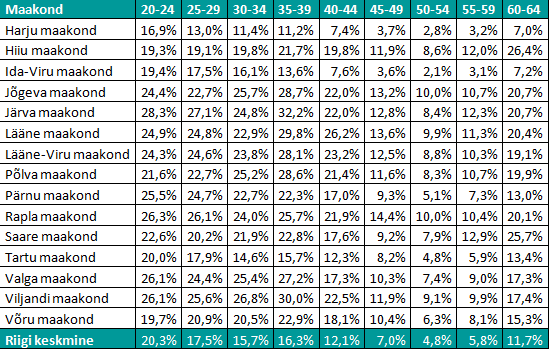 Maakond 20-24 25-29 30-34 35-39 40-44 45-49 50-54 55-59 60-64
Harju maakond 16,9% 13,0% 11,4% 11,2% 7,4% 3,7% 2,8% 3,2% 7,0%
Hiiu maakond 19,3% 19,1% 19,8% 21,7% 19,8% 11,9% 8,6% 12,0% 26,4%
Ida-Viru maakond 19,4% 17,5% 16,1% 13,6% 7,6% 3,6% 2,1% 3,1% 7,2%
Jõgeva maakond 24,4% 22,7% 25,7% 28,7% 22,0% 13,2% 10,0% 10,7% 20,7%
Järva maakond 28,3% 27,1% 24,8% 32,2% 22,0% 12,8% 8,4% 12,3% 20,7%
Lääne maakond 24,9% 24,8% 22,9% 29,8% 26,2% 13,6% 9,9% 11,3% 20,4%
Lääne-Viru maakond 24,3% 24,6% 23,8% 28,1% 23,2% 12,5% 8,8% 10,3% 19,1%
Põlva maakond 21,6% 22,7% 25,2% 28,6% 21,4% 11,6% 8,3% 10,7% 19,9%
Pärnu maakond 25,5% 24,7% 22,7% 22,3% 17,0% 9,3% 5,1% 7,3% 13,0%
Rapla maakond 26,3% 26,1% 24,0% 25,7% 21,9% 14,4% 10,0% 10,4% 20,1%
Saare maakond 22,6% 20,2% 21,9% 22,8% 17,6% 9,2% 7,9% 12,9% 25,7%
Tartu maakond 20,0% 17,9% 14,6% 15,7% 12,3% 8,2% 4,8% 5,9% 13,4%
Valga maakond 26,1% 24,4% 25,4% 27,2% 17,3% 10,3% 7,4% 9,0% 17,3%
Viljandi maakond 26,1% 25,6% 26,8% 30,0% 22,5% 11,9% 9,1% 9,9% 17,4%
Võru maakond 19,7% 20,9% 20,5% 22,9% 18,1% 10,4% 6,3% 8,1% 15,3%
Riigi keskmine 20,3% 17,5% 15,7% 16,3% 12,1% 7,0% 4,8% 5,8% 11,7%